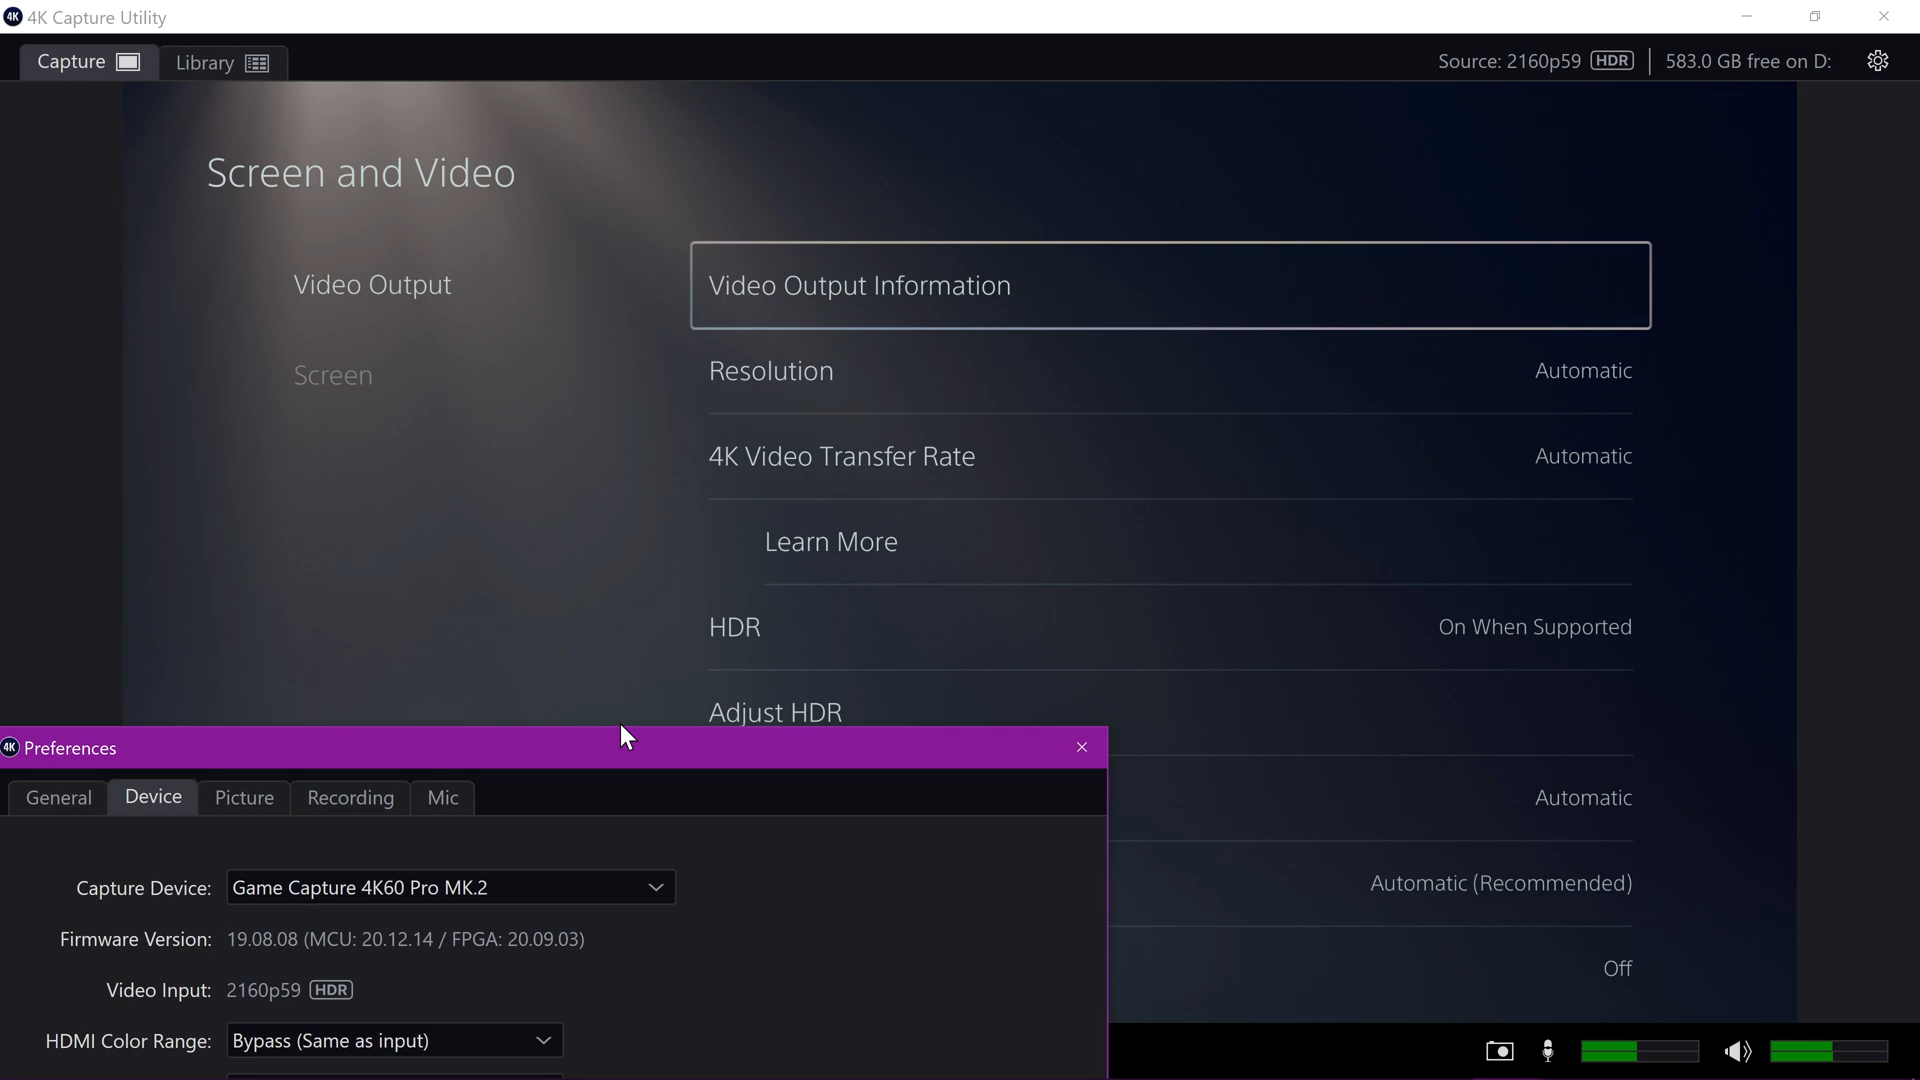 4K 4K Capture Utility
Capture
Library
Source: 2160p59 HDR
583.0 GB free on D:
Screen and Video
Video Output
Screen
Video Output Information
Resolution Automatic
4K Video Transfer Rate Automatic
Learn More
HDR On When Supported
Adjust HDR
Automatic
Automatic (Recommended)
Off
4K Preferences
General Device Picture Recording Mic
Capture Device: Game Capture 4K60 Pro MK.2
Firmware Version: 19.08.08 (MCU: 20.12.14 / FPGA: 20.09.03)
Video Input: 2160p59 HDR
HDMI Color Range: Bypass (Same as input)